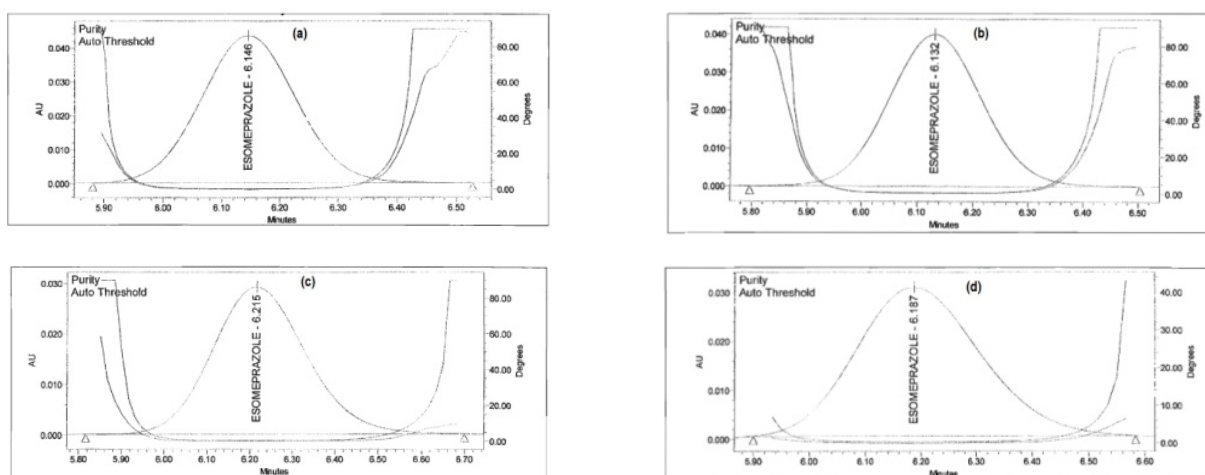 Purity
Auto Threshold
(a)
AU
0.040
0.030
0.020
0.010
0.000
ESOMEPRAZOLE - 6.146
80.00
60.00
40.00
20.00
0.00
Degrees
5.90 6.00 6.10 6.20 6.30 6.40 6.50
Minutes
Purity
Auto Threshold
(b)
AU
0.040
0.030
0.020
0.010
0.000
ESOMEPRAZOLE - 6.132
80.00
60.00
40.00
20.00
0.00
Degrees
5.80 5.90 6.00 6.10 6.20 6.30 6.40 6.50
Minutes
Purity
Auto Threshold
(c)
AU
0.030
0.020
0.010
0.000
ESOMEPRAZOLE - 6.215
80.00
60.00
40.00
20.00
0.00
Degrees
5.80 5.90 6.00 6.10 6.20 6.30 6.40 6.50 6.60 6.70
Minutes
Purity
Auto Threshold
(d)
AU
0.030
0.020
0.010
0.000
ESOMEPRAZOLE - 6.187
40.00
30.00
20.00
10.00
0.00
Degrees
5.90 6.00 6.10 6.20 6.30 6.40 6.50 6.60
Minutes